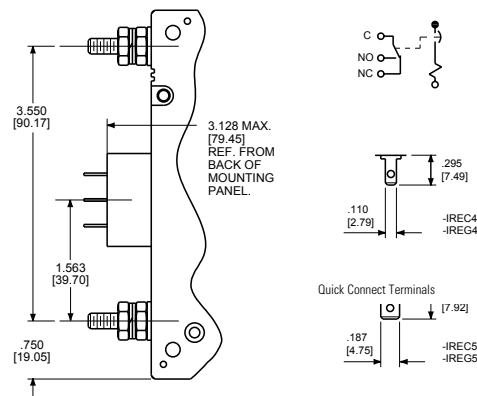 3.550
[90.17]
1.563
[39.70]
.750
[19.05]
3.128 MAX.
[79.45]
REF. FROM
BACK OF
MOUNTING
PANEL.
C
NO
NC
.295
[7.49]
.110
[2.79]
-IREC4
-IREG4
Quick Connect Terminals
[7.92]
.187
[4.75]
-IREC5
-IREG5